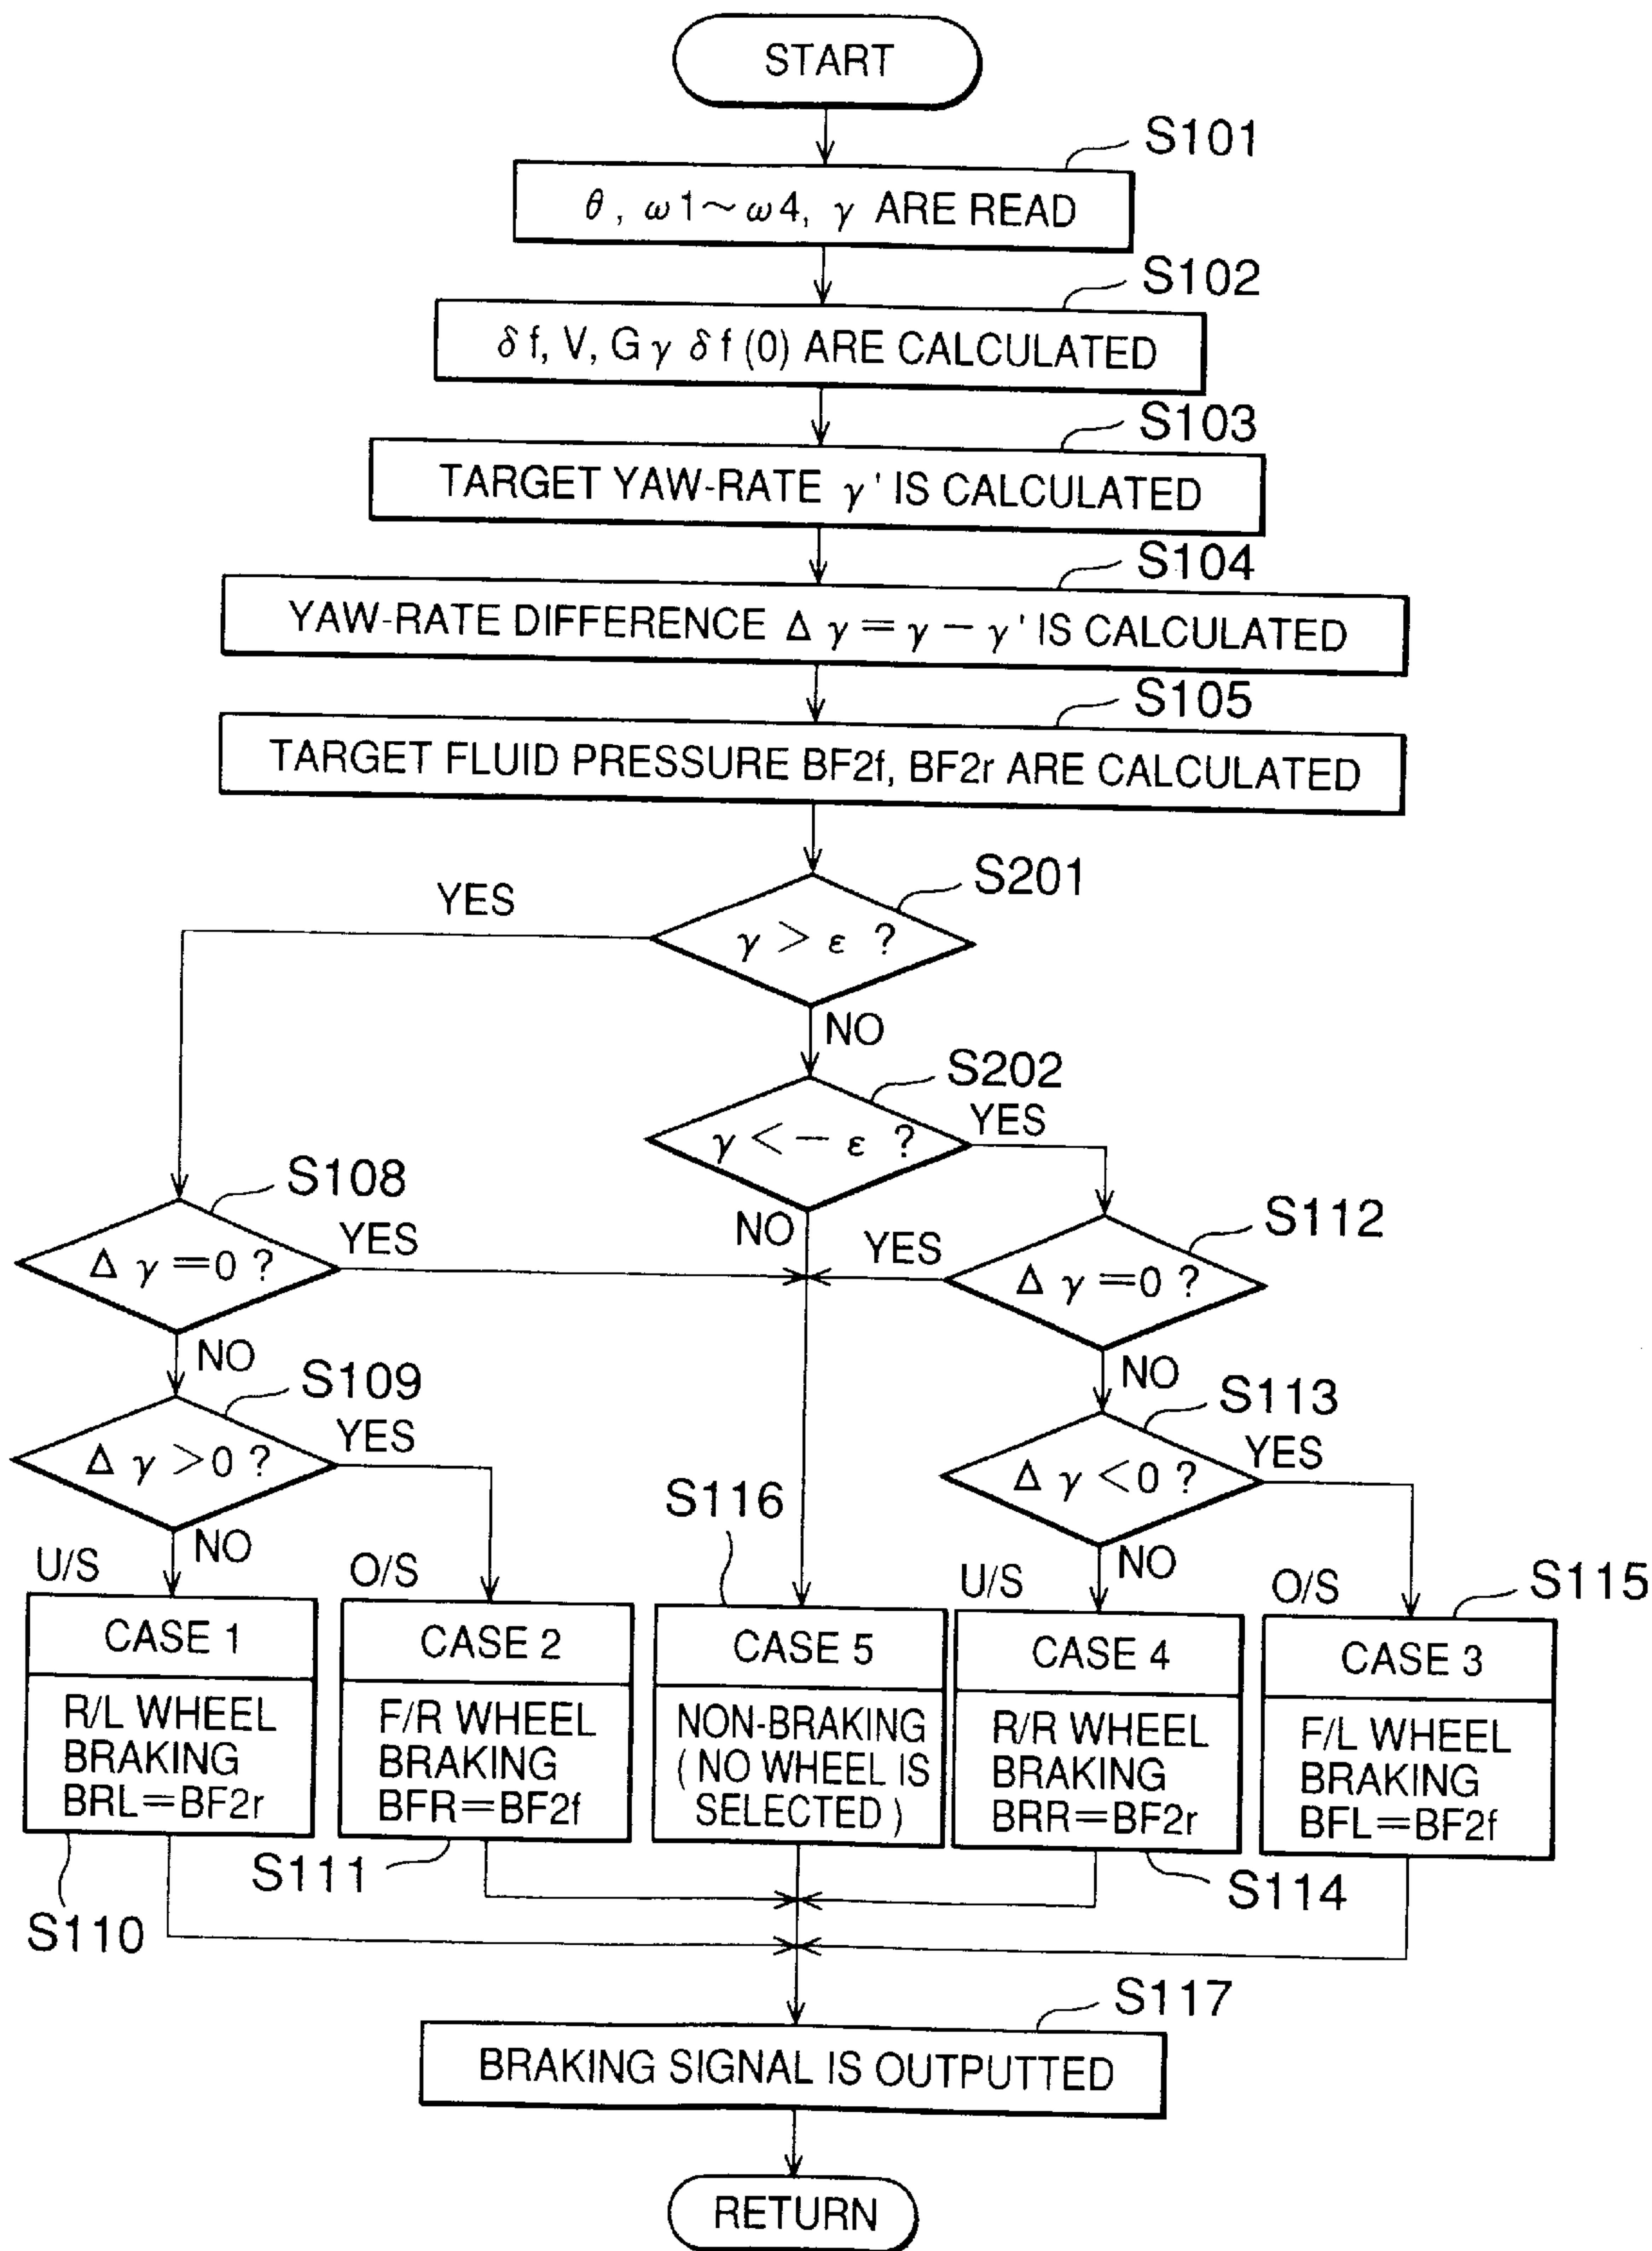 START
S101
θ, ω1~ω4, γ ARE READ
S102
δf, V, Gγδf(0) ARE CALCULATED
S103
TARGET YAW-RATE γ' IS CALCULATED
S104
YAW-RATE DIFFERENCE Δγ=γ-γ' IS CALCULATED
S105
TARGET FLUID PRESSURE BF2f, BF2r ARE CALCULATED
S201
YES
γ > ε ?
NO
S202
YES
γ < - ε ?
NO
S108
YES
Δγ=0 ?
NO
S112
YES
Δγ=0 ?
NO
S109
YES
Δγ>0 ?
NO
S113
YES
Δγ<0 ?
NO
S116
U/S
O/S
U/S
O/S
S115
CASE 1
R/L WHEEL
BRAKING
BRL=BF2r
S110
CASE 2
F/R WHEEL
BRAKING
BFR=BF2f
S111
CASE 5
NON-BRAKING
(NO WHEEL IS
SELECTED)
CASE 4
R/R WHEEL
BRAKING
BRR=BF2r
S114
CASE 3
F/L WHEEL
BRAKING
BFL=BF2f
S117
BRAKING SIGNAL IS OUTPUTTED
RETURN